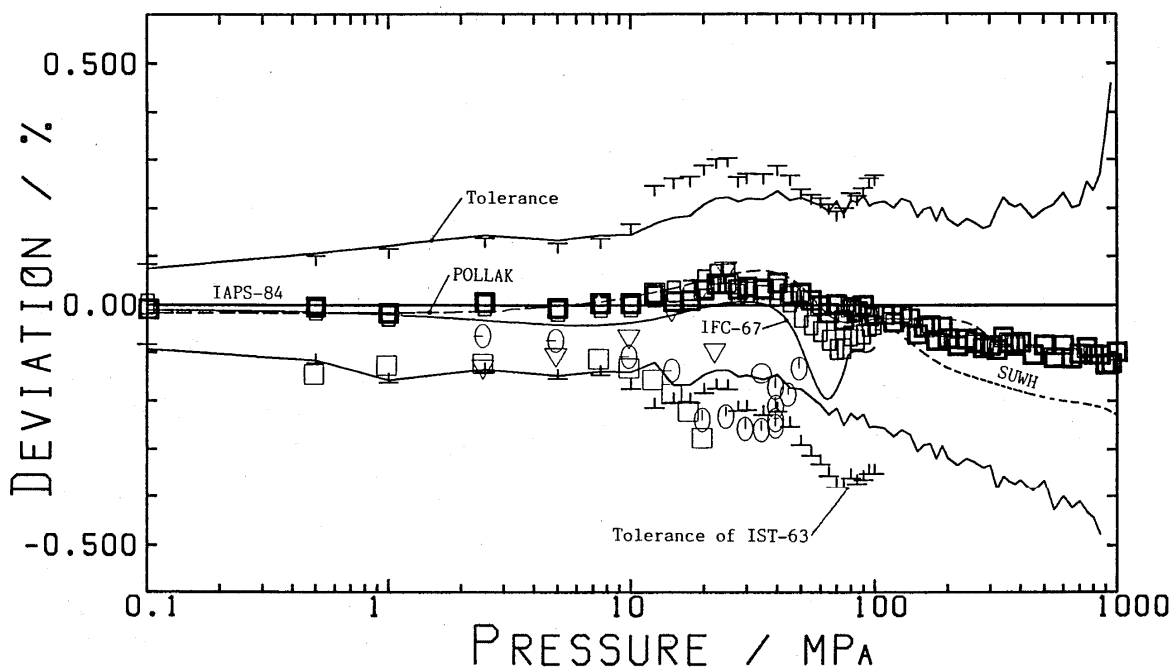 0.500
Tolerance
POLLAK
IAPS-84
0.00
IFC-67
SUWH
Tolerance of IST-63
-0.500
DEVIATION / %
0.1 1 10 100 1000
PRESSURE / MPA